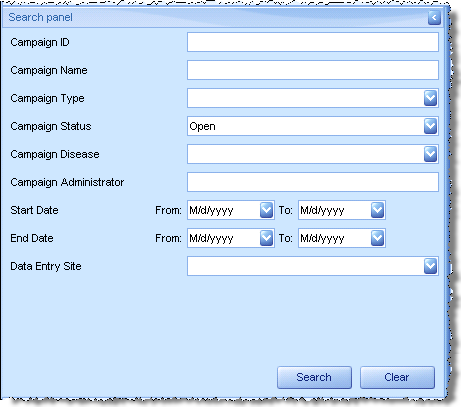 Search panel
Campaign ID
Campaign Name
Campaign Type
Campaign Status Open
Campaign Disease
Campaign Administrator
Start Date From: M/d/yyyy To: M/d/yyyy
End Date From: M/d/yyyy To: M/d/yyyy
Data Entry Site
Search Clear